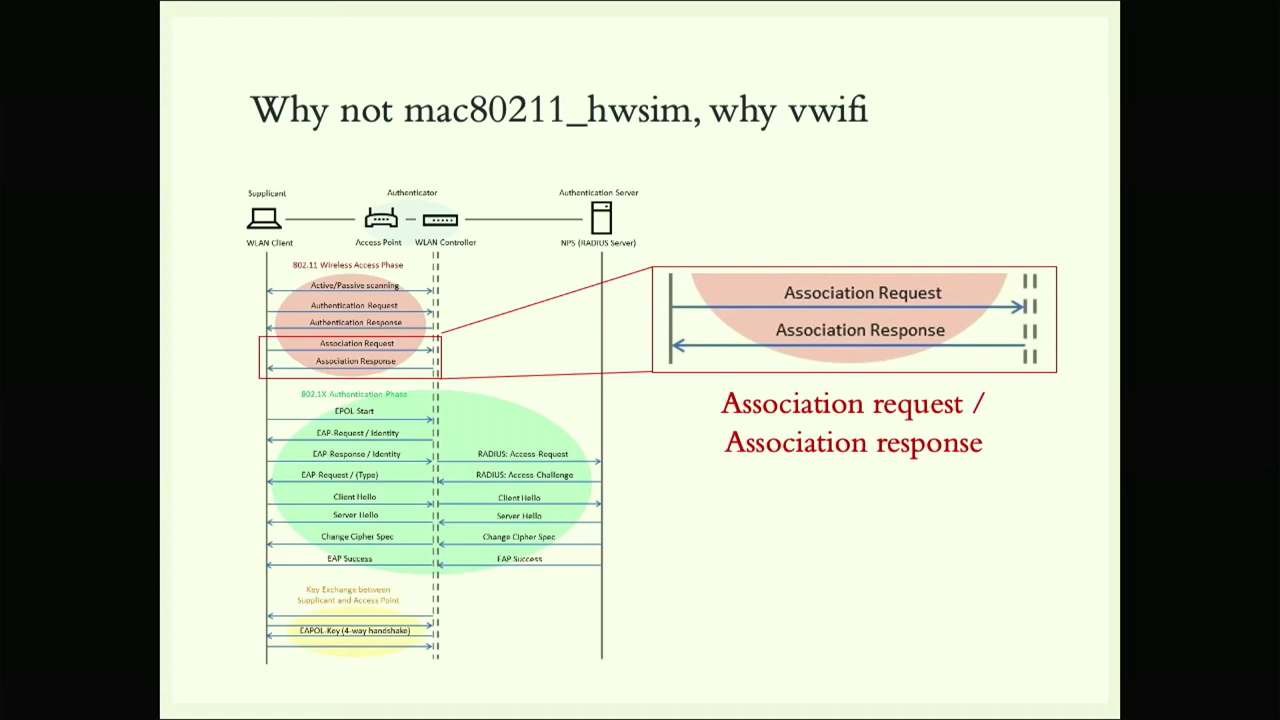 Why not mac80211_hwsim, why vwifi
Supplicant
Authenticator
Authentication Server
WLAN Client
Access Point
WLAN Controller
NPS (RADIUS Server)
802.11 Wireless Access Phase
Active/Passive scanning
Authentication Request
Authentication Response
Association Request
Association Response
Association Request
Association Response
Association request /
Association response
802.1X Authentication Phase
EPOL Start
EAP-Request / Identity
EAP-Response / Identity
RADIUS: Access-Request
EAP-Request / (Type)
RADIUS: Access-Challenge
Client Hello
Client Hello
Server Hello
Server Hello
Change Cipher Spec
Change Cipher Spec
EAP Success
EAP Success
Key Exchange between
Supplicant and Access Point
EAPOL-Key (4-way handshake)